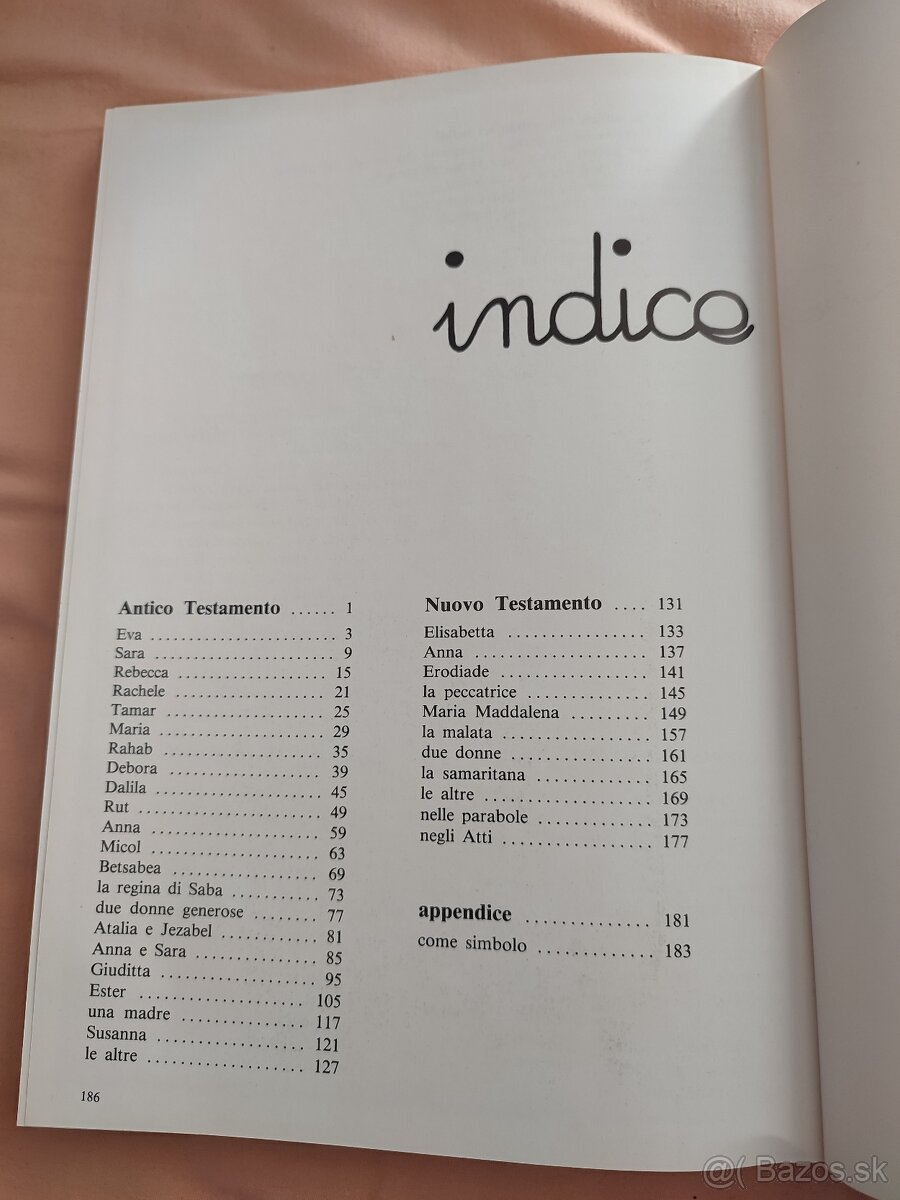 indice
Antico Testamento ...... 1
Eva ........................ 3
Sara ........................ 9
Rebecca .................... 15
Rachele .................... 21
Tamar ..................... 25
Maria ...................... 29
Rahab ..................... 35
Debora .................... 39
Dalila ...................... 45
Rut ........................ 49
Anna ...................... 59
Micol ...................... 63
Betsabea .................. 69
la regina di Saba .......... 73
due donne generose ........ 77
Atalia e Jezabel ............ 81
Anna e Sara ............... 85
Giuditta ................... 95
Ester ..................... 105
una madre ............... 117
Susanna .................. 121
le altre ................... 127
Nuovo Testamento .... 131
Elisabetta ................ 133
Anna ..................... 137
Erodiade ................. 141
la peccatrice .............. 145
Maria Maddalena ......... 149
la malata ................. 157
due donne ................ 161
la samaritana ............. 165
le altre ................... 169
nelle parabole ............. 173
negli Atti ................. 177
appendice ................ 181
come simbolo ............. 183
186
@( Bazos.sk